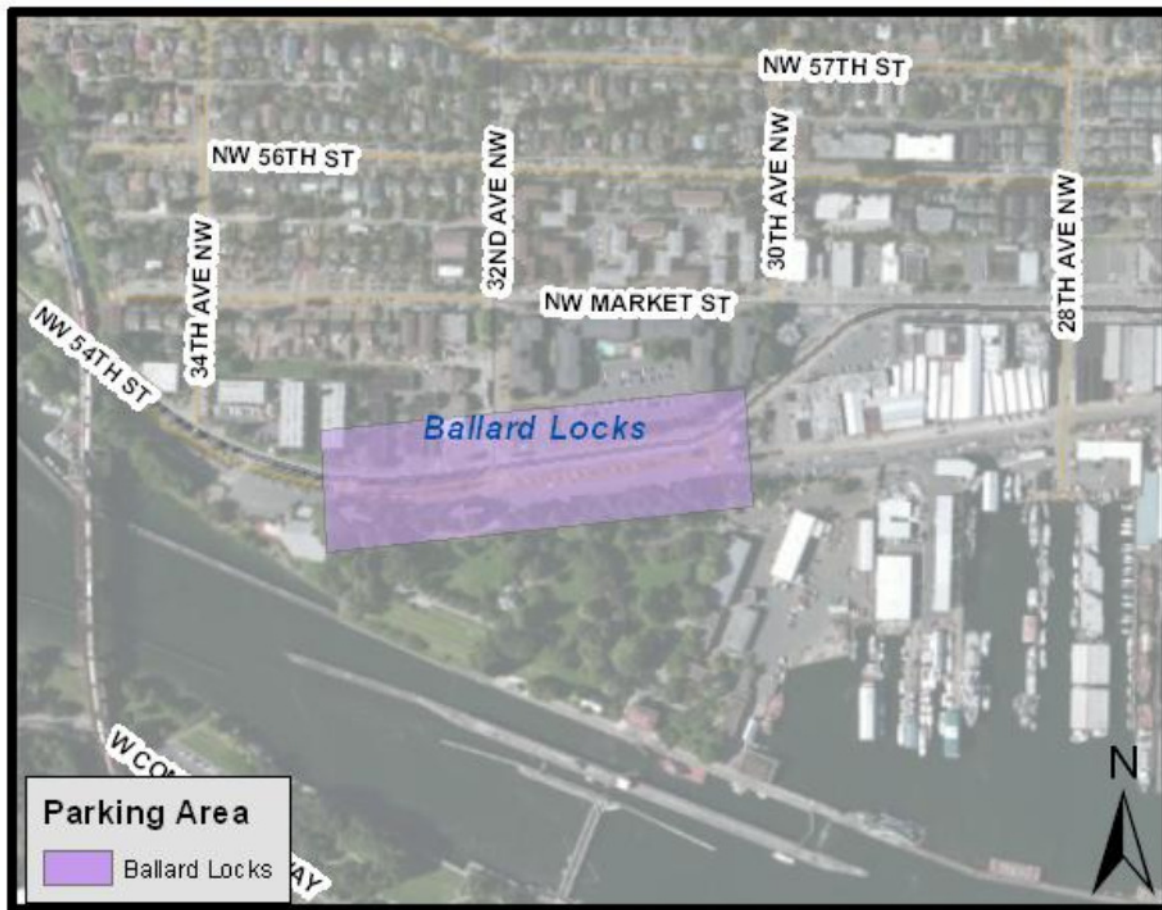 NW 57TH ST
NW 56TH ST
32ND AVE NW
30TH AVE NW
28TH AVE NW
34TH AVE NW
NW MARKET ST
NW 54TH ST
Ballard Locks
N
W
AY
Parking Area
Ballard Locks